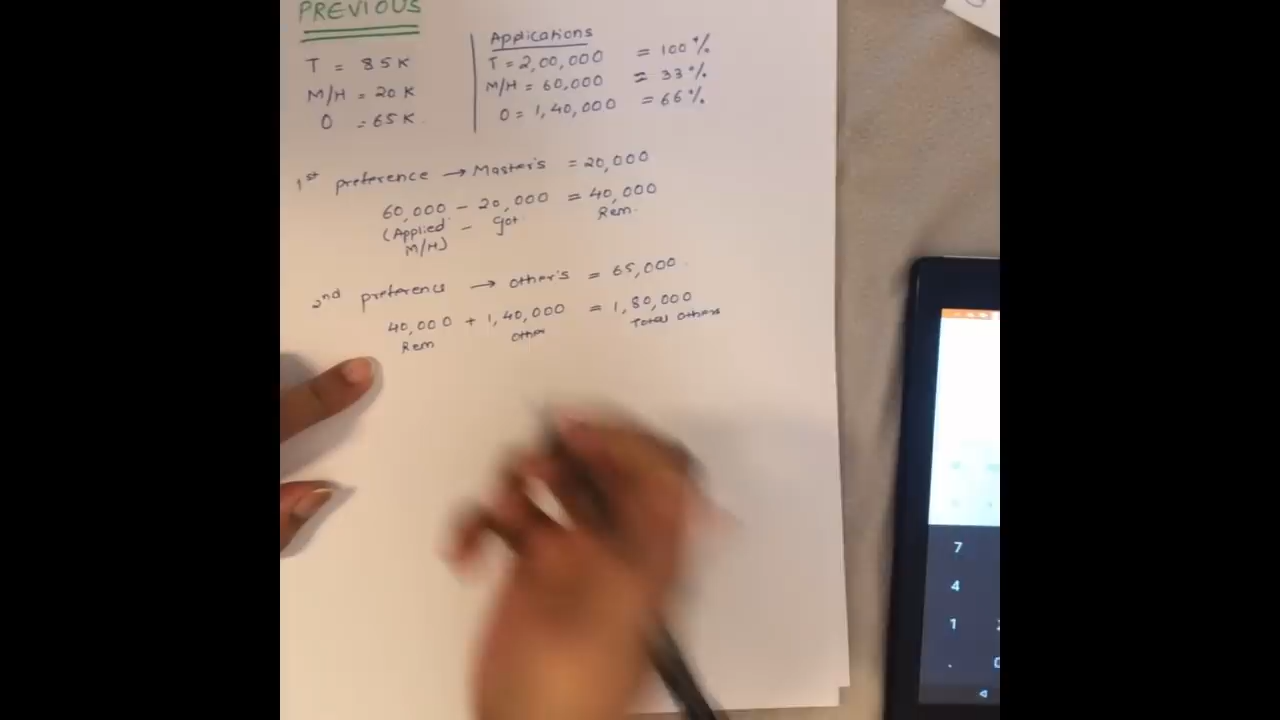 PREVIOUS
T = 85K
M/H = 20K
O = 65K
Applications
T = 2,00,000 = 100%
M/H = 60,000 = 33%
O = 1,40,000 = 66%
1st preference → Master's = 20,000
60,000 - 20,000 = 40,000
(Applied - got Rem.
M/H)
2nd preference → Other's = 65,000
40,000 + 1,40,000 = 1,80,000
Rem Other Total Others
7
4
1
.